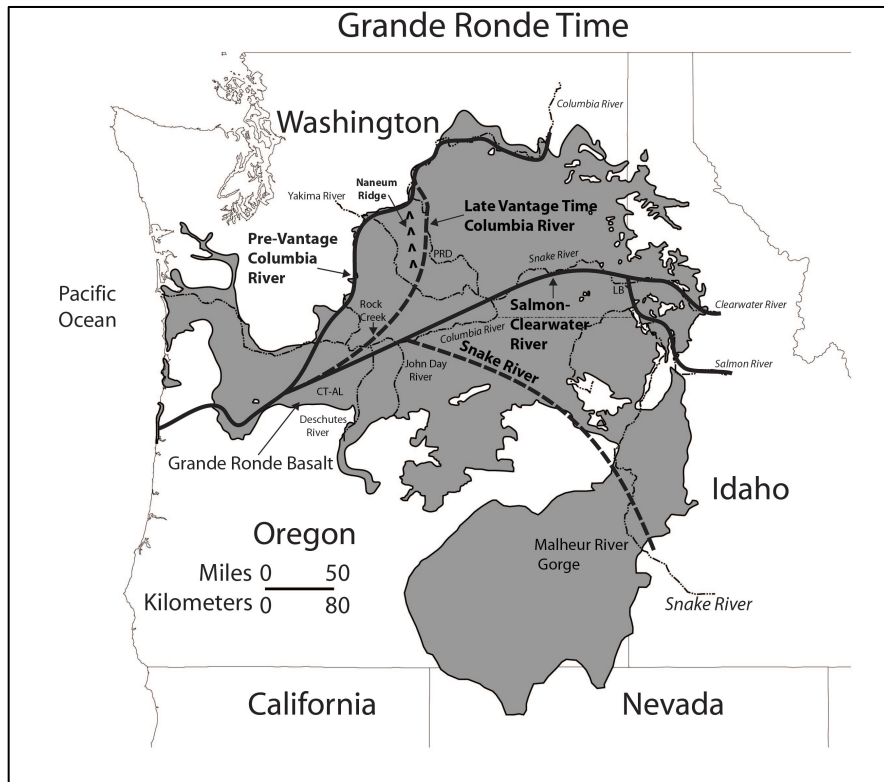 Grande Ronde Time
Columbia River
Washington
Naneum
Ridge
Yakima River
Late Vantage Time
Columbia River
Pre-Vantage
Columbia
River
PRD
Snake River
Pacific
Ocean
Rock
Creek
LB
Salmon-
Clearwater
River
Clearwater River
Columbia River
Snake River
John Day
River
Salmon River
CT-AL
Deschutes
River
Grande Ronde Basalt
Idaho
Oregon
Malheur River
Gorge
Miles 0 50
Kilometers 0 80
Snake River
California
Nevada